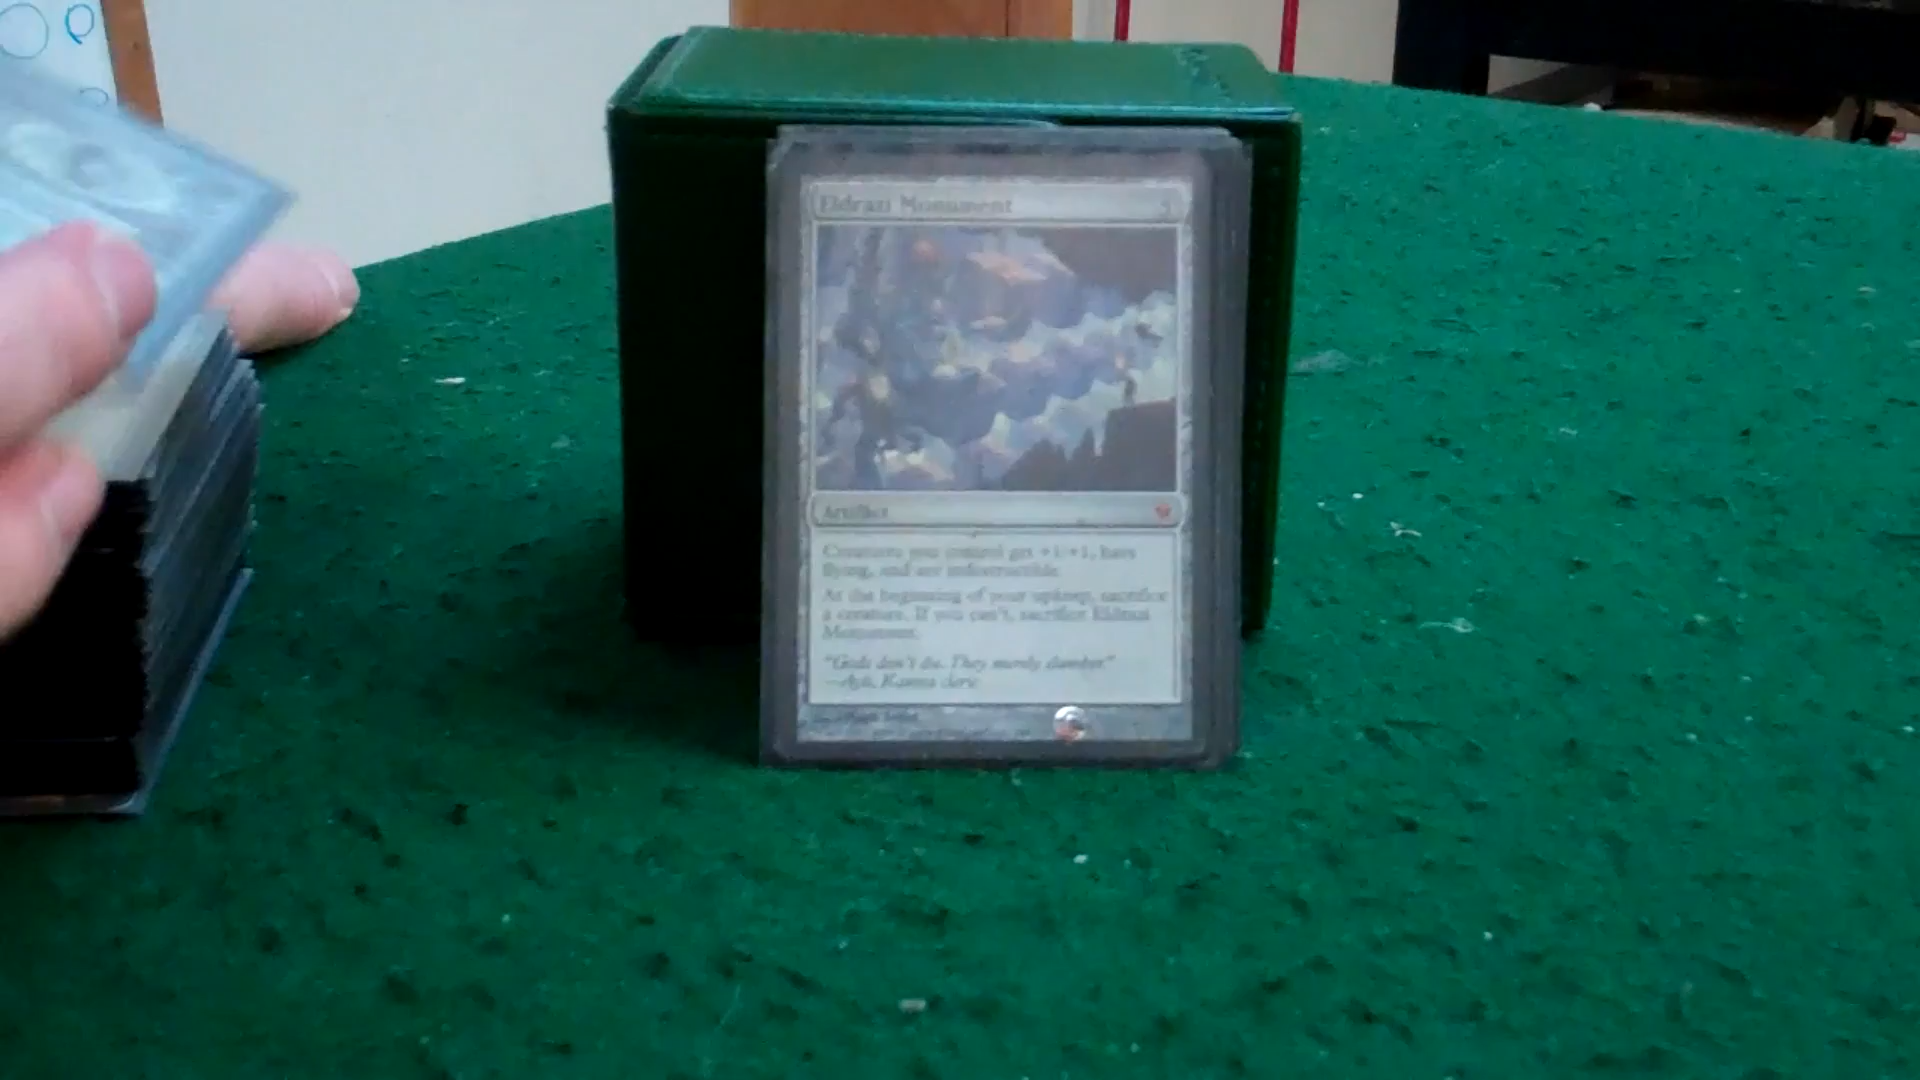 Eldrazi Monument 5
Artifact
Creatures you control get +1/+1, have
flying, and are indestructible.
At the beginning of your upkeep, sacrifice
a creature. If you can't, sacrifice Eldrazi
Monument.
"Gods don't die. They merely slumber."
—Ayli, Kamsa cleric